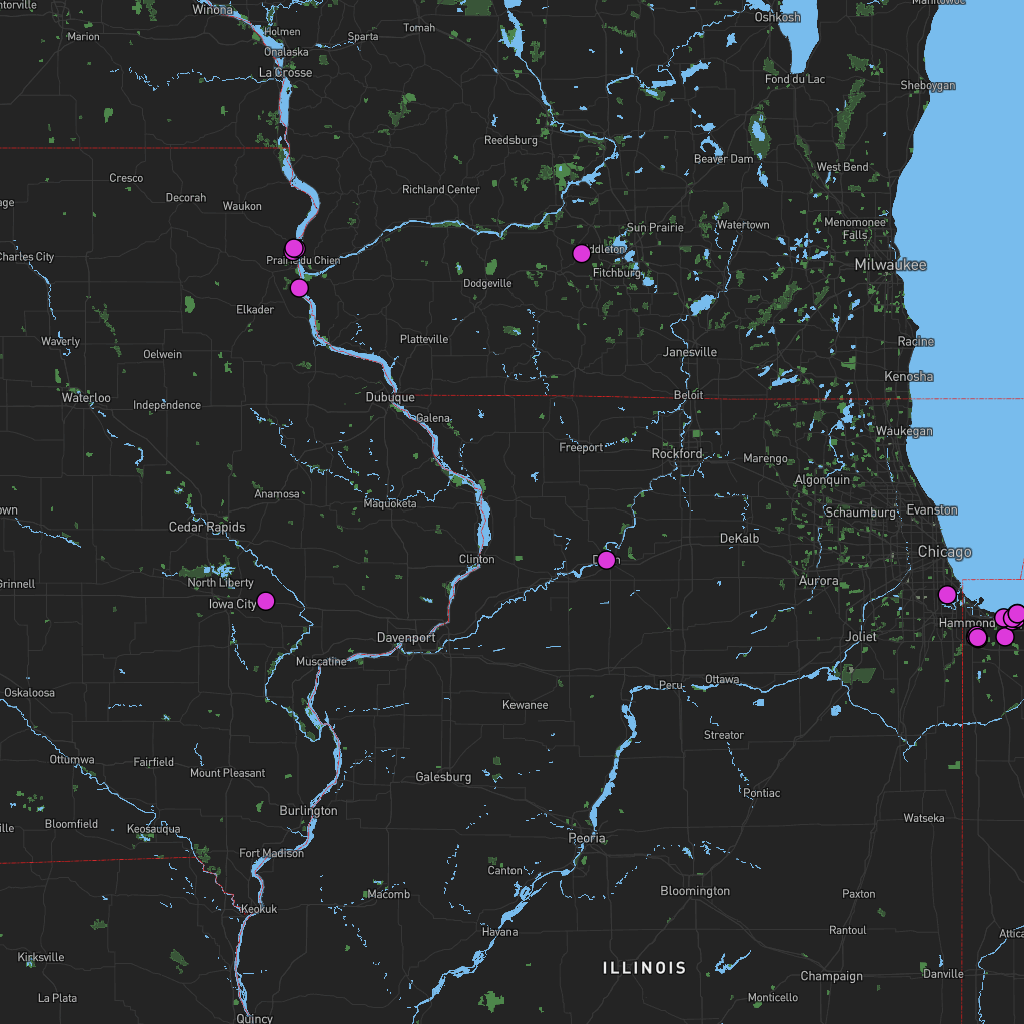 Winona
Holmen
Marion
Sparta
Tomah
Oshkosh
Onalaska
La Crosse
Fond du Lac
Sheboygan
Reedsburg
Beaver Dam
West Bend
Cresco
Decorah
Richland Center
Waukon
Menomonee
Falls
Sun Prairie
Watertown
Charles City
Prairie du Chien
Fitchburg
Milwaukee
Dodgeville
Elkader
Waverly
Oelwein
Platteville
Janesville
Racine
Kenosha
Waterloo
Independence
Dubuque
Beloit
Galena
Waukegan
Freeport
Rockford
Marengo
Algonquin
Anamosa
Maquoketa
Schaumburg
Evanston
Cedar Rapids
DeKalb
Chicago
Clinton
Grinnell
North Liberty
Aurora
Iowa City
Hammond
Davenport
Joliet
Muscatine
Oskaloosa
Peru
Ottawa
Kewanee
Streator
Ottumwa
Fairfield
Mount Pleasant
Galesburg
Pontiac
Burlington
Watseka
Bloomfield
Keosauqua
Peoria
Fort Madison
Canton
Macomb
Bloomington
Paxton
Keokuk
Havana
Rantoul
Attica
Kirksville
ILLINOIS
Champaign
Danville
La Plata
Monticello
Quincy